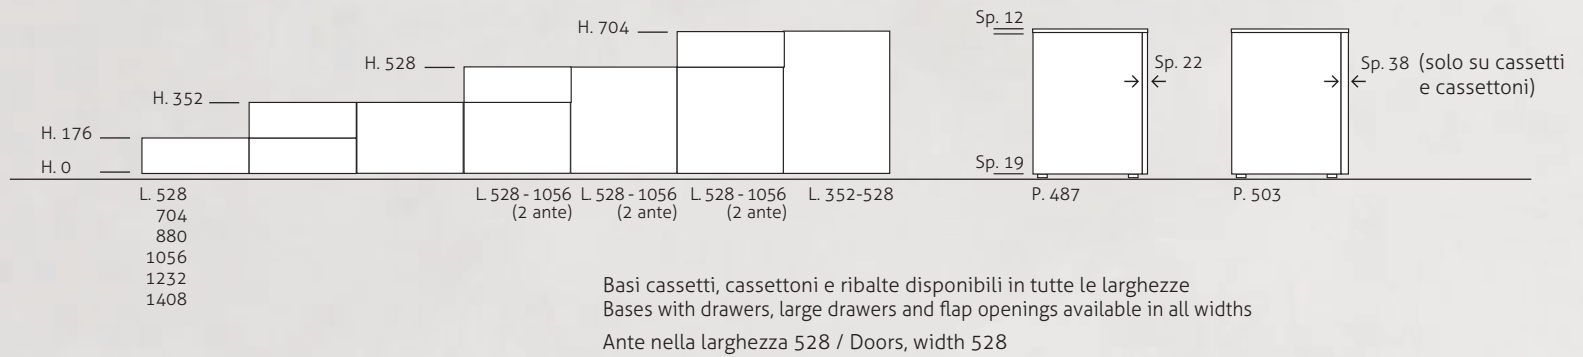 H. 704
H. 528
H. 352
H. 176
H. 0
L. 528
704
880
1056
1232
1408
L. 528 - 1056
(2 ante)
L. 528 - 1056
(2 ante)
L. 528 - 1056
(2 ante)
L. 352-528
Sp. 12
Sp. 22
Sp. 19
P. 487
Sp. 38 (solo su cassetti
e cassettoni)
P. 503
Basi cassetti, cassettoni e ribalte disponibili in tutte le larghezze
Bases with drawers, large drawers and flap openings available in all widths
Ante nella larghezza 528 / Doors, width 528